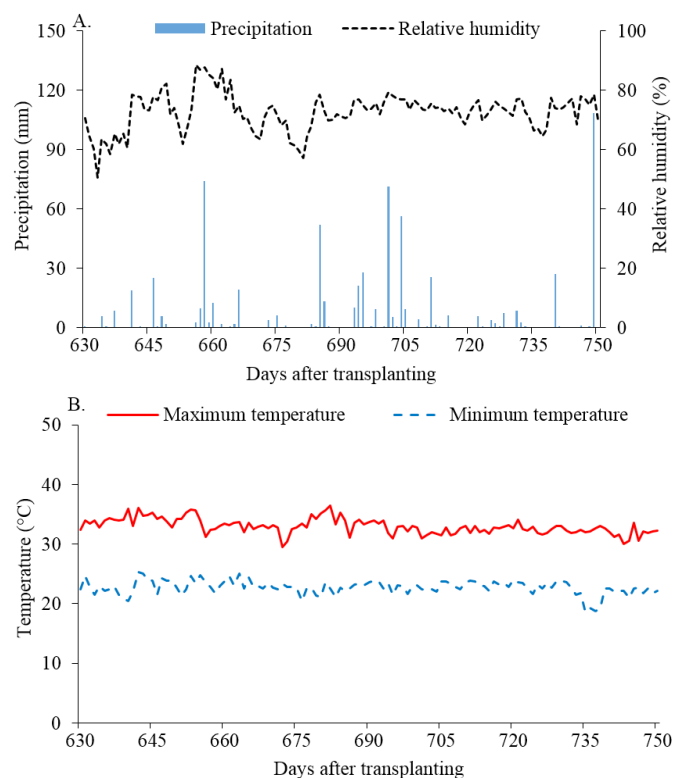 A.
Precipitation Relative humidity
150 100
120 80
90 60
60 40
30 20
0 0
Precipitation (mm)
Relative humidity (%)
630 645 660 675 690 705 720 735 750
Days after transplanting
B.
Maximum temperature Minimum temperature
50
40
30
20
10
0
Temperature (°C)
630 645 660 675 690 705 720 735 750
Days after transplanting